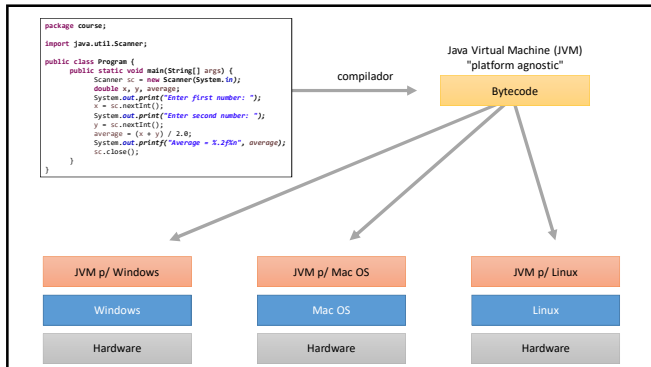 package course;
import java.util.Scanner;
public class Program {
public static void main(String[] args) {
Scanner sc = new Scanner(System.in);
double x, y, average;
System.out.print("Enter first number: ");
x = sc.nextInt();
System.out.print("Enter second number: ");
y = sc.nextInt();
average = (x + y) / 2.0;
System.out.printf("Average = %.2f%n", average);
sc.close();
}
}
compilador
Java Virtual Machine (JVM)
"platform agnostic"
Bytecode
JVM p/ Windows
JVM p/ Mac OS
JVM p/ Linux
Windows
Mac OS
Linux
Hardware
Hardware
Hardware